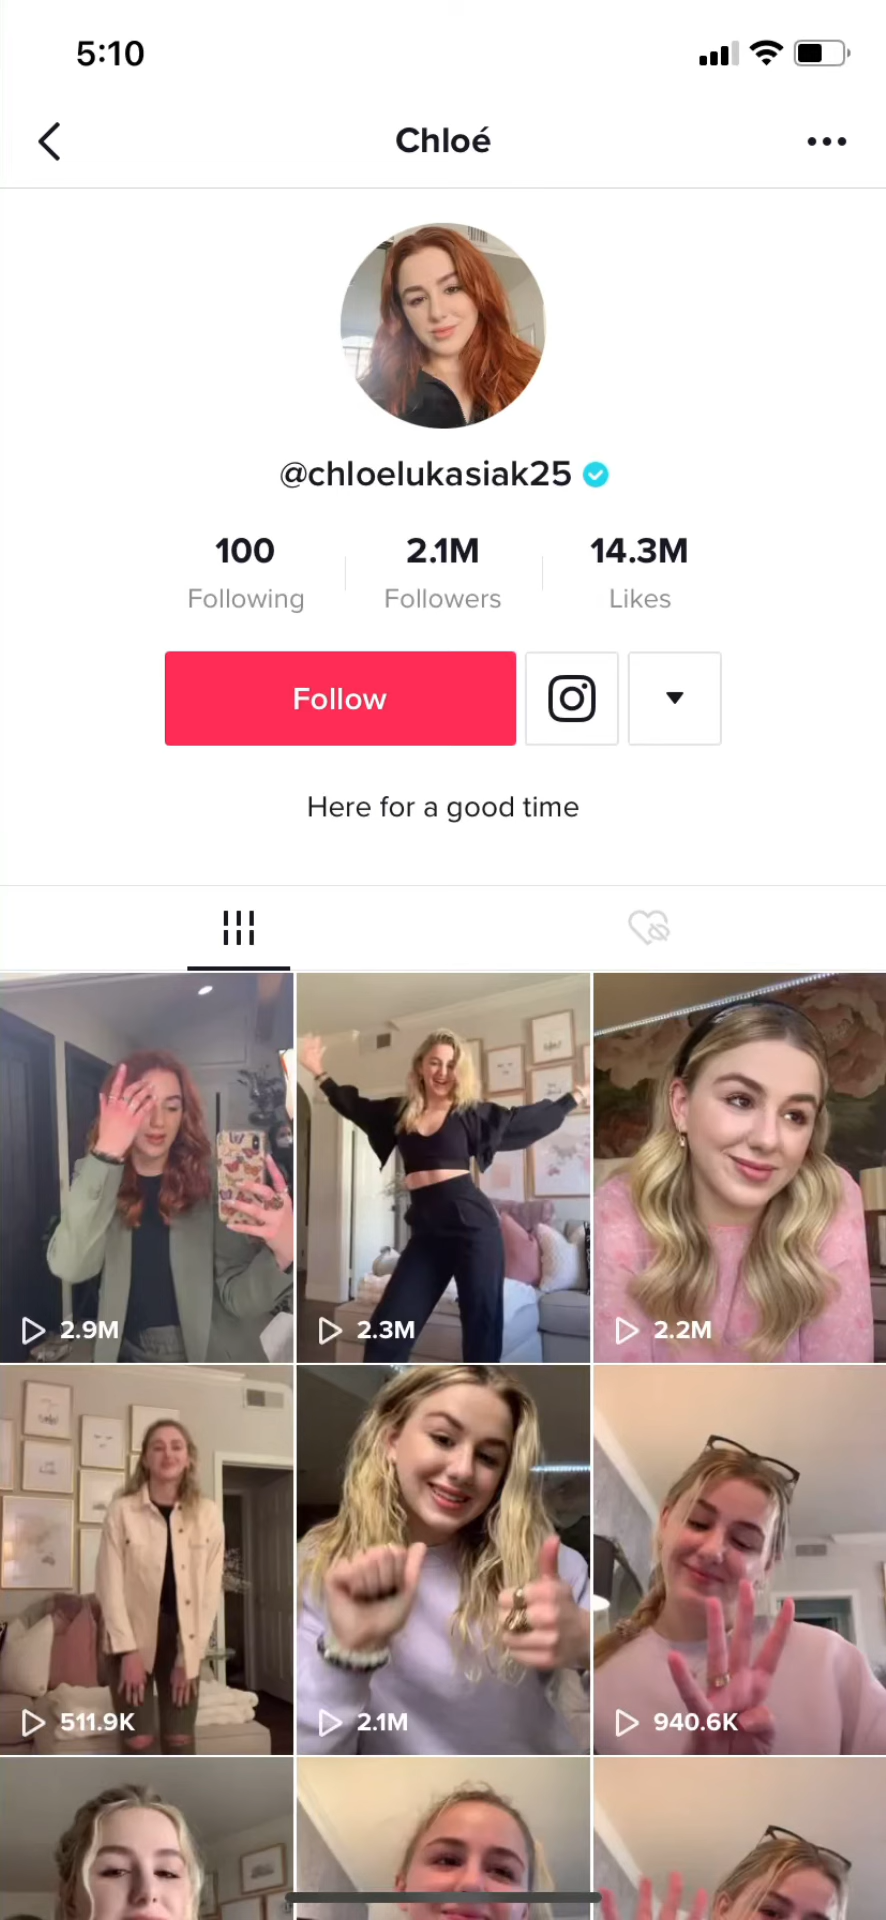 5:10
Chloé
@chloelukasiak25
100 2.1M 14.3M
Following Followers Likes
Follow
Here for a good time
2.9M 2.3M 2.2M
511.9K 2.1M 940.6K